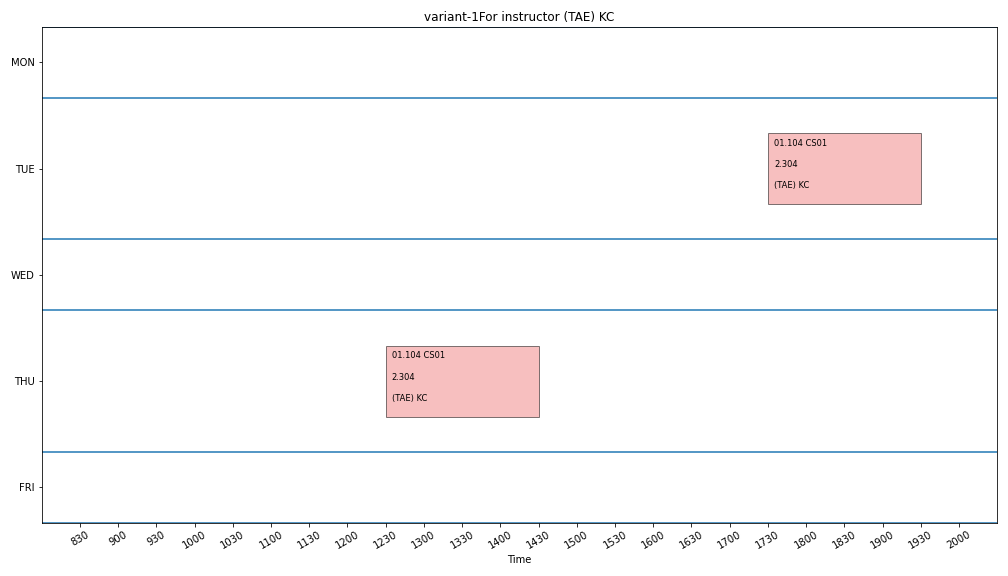 variant-1For instructor (TAE) KC
MON
TUE
01.104 CS01
2.304
(TAE) KC
WED
THU
01.104 CS01
2.304
(TAE) KC
FRI
830 900 930 1000 1030 1100 1130 1200 1230 1300 1330 1400 1430 1500 1530 1600 1630 1700 1730 1800 1830 1900 1930 2000
Time